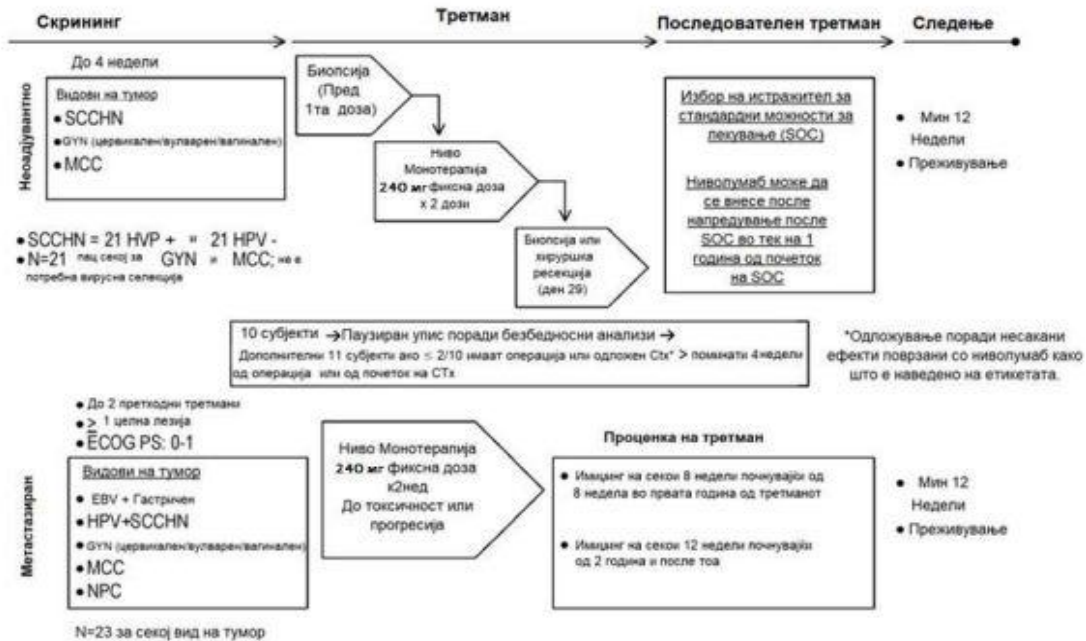 Скрининг
Третман
Последователен третман
Следење
Неоадјувантно
До 4 недели
Видови на тумор
● SCCHN
● GYN (цервикален/вулварен/вагинален)
● MCC
● SCCHN = 21 HVP + и 21 HPV -
● N=21 пац секој за GYN и MCC; не е
потребна вирусна селекција
Биопсија
(Пред
1та доза)
Ниво
Монотерапија
240 мг фиксна доза
x 2 дози
Биопсија или
хируршка
ресекција
(ден 29)
Избор на истражител за
стандардни можности за
лекување (SOC)
Ниволумаб може да
се внесе после
напредување после
SOC во тек на 1
година од почеток
на SOC
● Мин 12
Недели
● Преживување
10 субјекти → Паузиран упис поради безбедносни анализи →
Дополнителни 11 субјекти ако ≤ 2/10 имаат операција или одложен Ctx* > поминати 4 недели
од операција или од почеток на CTx
*Одложување поради несакани
ефекти поврзани со ниволумаб како
што е наведено на етикетата.
Метастазиран
● До 2 претходни третмани
● ≥ 1 целна лезија
● ECOG PS: 0-1
Видови на тумор
● EBV + Гастричен
● HPV+SCCHN
● GYN (цервикален/вулварен/вагинален)
● MCC
● NPC
N=23 за секој вид на тумор
Ниво Монотерапија
240 мг фиксна доза
к2нед
До токсичност или
прогресија
Проценка на третман
● Имиџинг на секои 8 недели почнувајќи од
8 недела во првата година од третманот
● Имиџинг на секои 12 недели почнувајќи
од 2 година и после тоа
● Мин 12
Недели
● Преживување